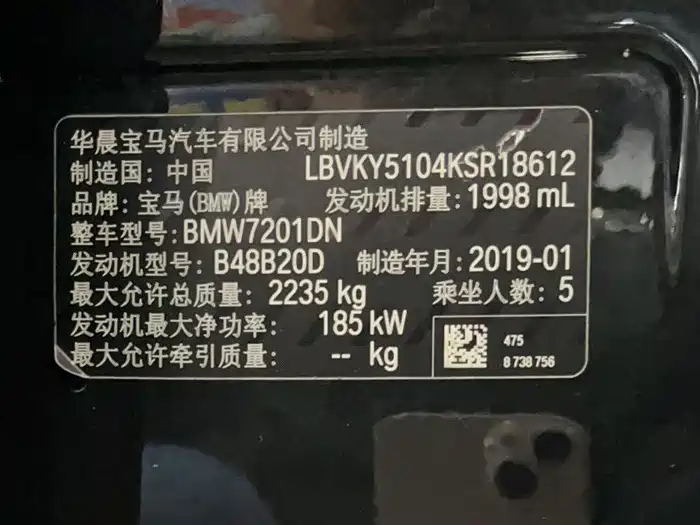 华晨宝马汽车有限公司制造
制造国: 中国 LBVKY5104KSR18612
品牌: 宝马(BMW)牌 发动机排量: 1998 mL
整车型号: BMW7201DN
发动机型号: B48B20D 制造年月: 2019-01
最大允许总质量: 2235 kg 乘坐人数: 5
发动机最大净功率: 185 kW
最大允许牵引质量: -- kg
475
8 738 756